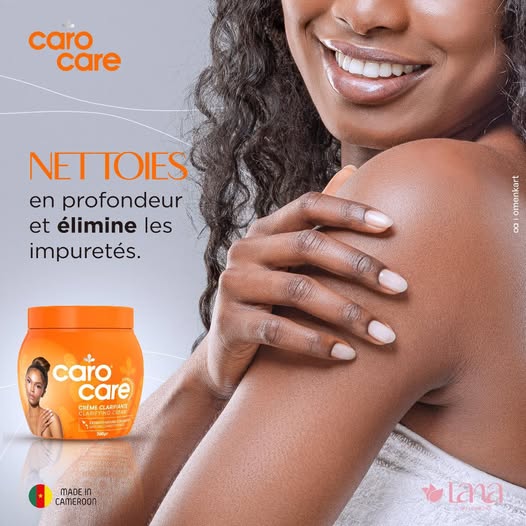 caro
care
NETTOIES
en profondeur
et élimine les
impuretés.
omenkart
caro
care
CRÈME CLARIFIANTE
CLARIFYING CREAM
MADE IN
CAMEROON
Lana